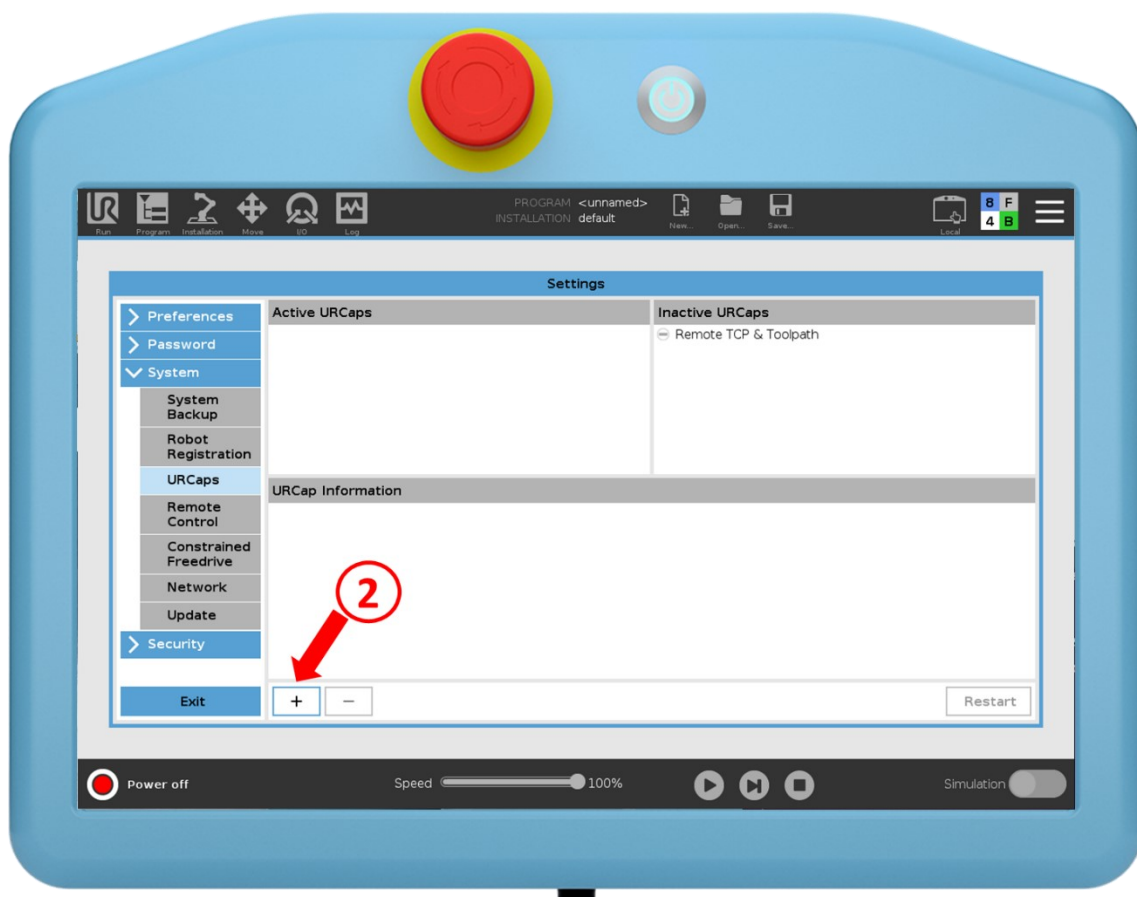 PROGRAM <unnamed>
INSTALLATION default
Run Program Installation Move I/O Log New... Open... Save... Local
8 F
4 B
Settings
Preferences
Password
System
System
Backup
Robot
Registration
URCaps
Remote
Control
Constrained
Freedrive
Network
Update
Security
Exit
Active URCaps
Inactive URCaps
Remote TCP & Toolpath
URCap Information
2
+ −
Restart
Power off
Speed 100%
Simulation